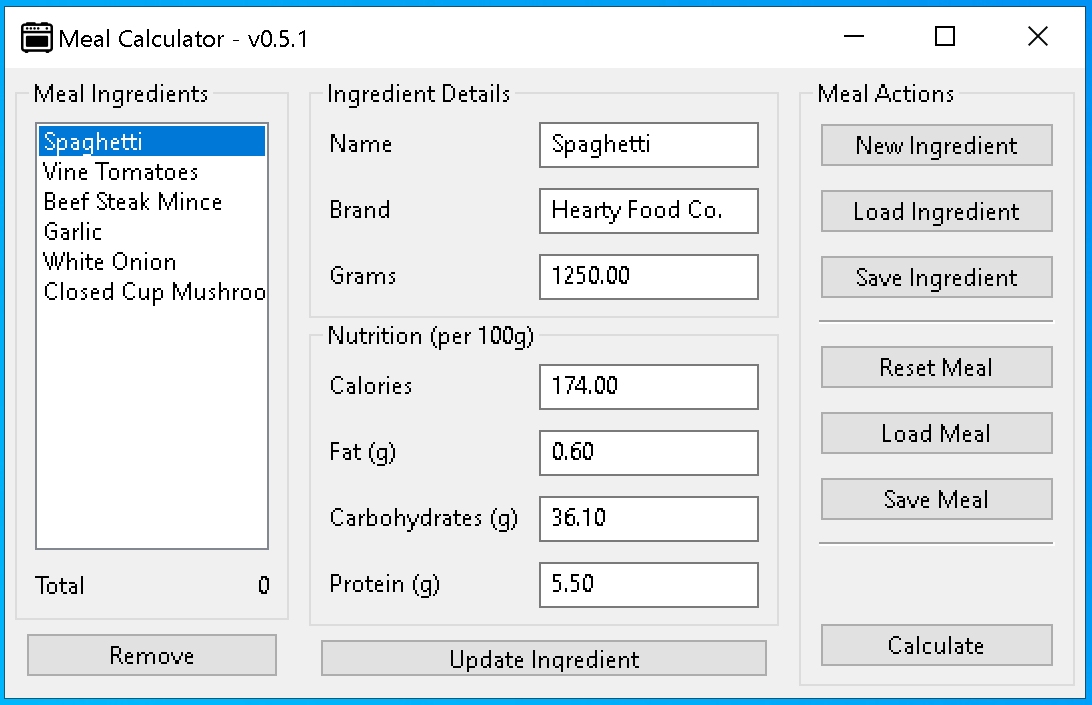 Meal Calculator - v0.5.1
Meal Ingredients
Spaghetti
Vine Tomatoes
Beef Steak Mince
Garlic
White Onion
Closed Cup Mushroo
Total 0
Remove
Ingredient Details
Name Spaghetti
Brand Hearty Food Co.
Grams 1250.00
Nutrition (per 100g)
Calories 174.00
Fat (g) 0.60
Carbohydrates (g) 36.10
Protein (g) 5.50
Update Ingredient
Meal Actions
New Ingredient
Load Ingredient
Save Ingredient
Reset Meal
Load Meal
Save Meal
Calculate